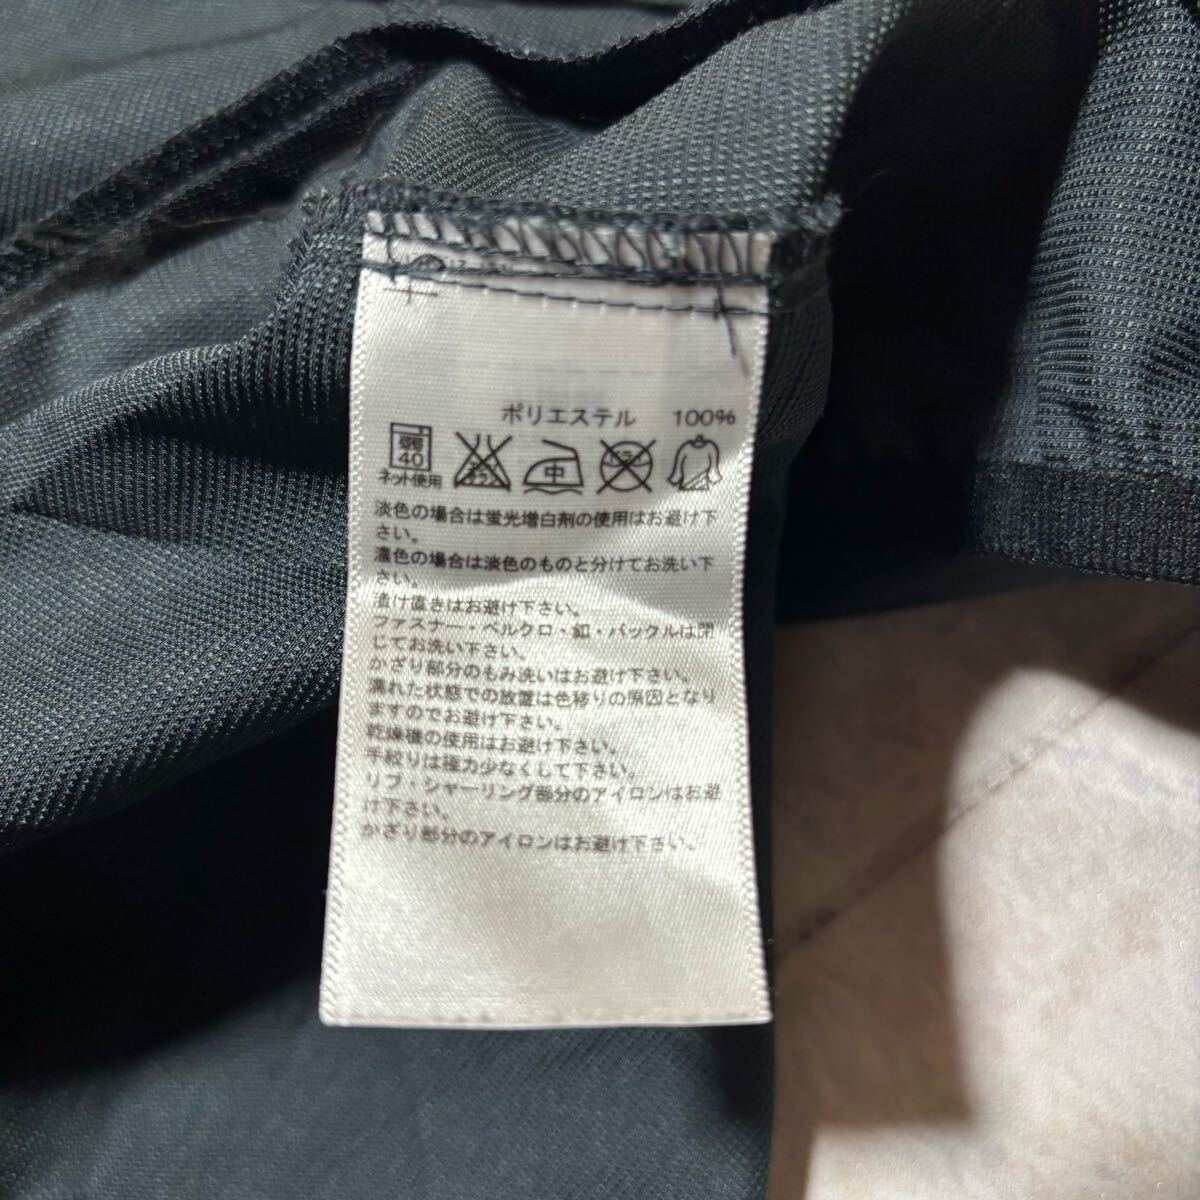 ポリエステル 100%
弱
40
ネット使用
エンソ
サラシ
中
ドライ
淡色の場合は蛍光増白剤の使用はお避け下
さい。
濃色の場合は淡色のものと分けてお洗い下
さい。
漬け置きはお避け下さい。
ファスナー・ベルクロ・釦・バックルは閉
じてお洗い下さい。
かざり部分のもみ洗いはお避け下さい。
濡れた状態での放置は色移りの原因となり
ますのでお避け下さい。
乾燥機の使用はお避け下さい。
手絞りは極力少なくして下さい。
リブ・シャーリング部分のアイロンはお避
け下さい。
かざり部分のアイロンはお避け下さい。